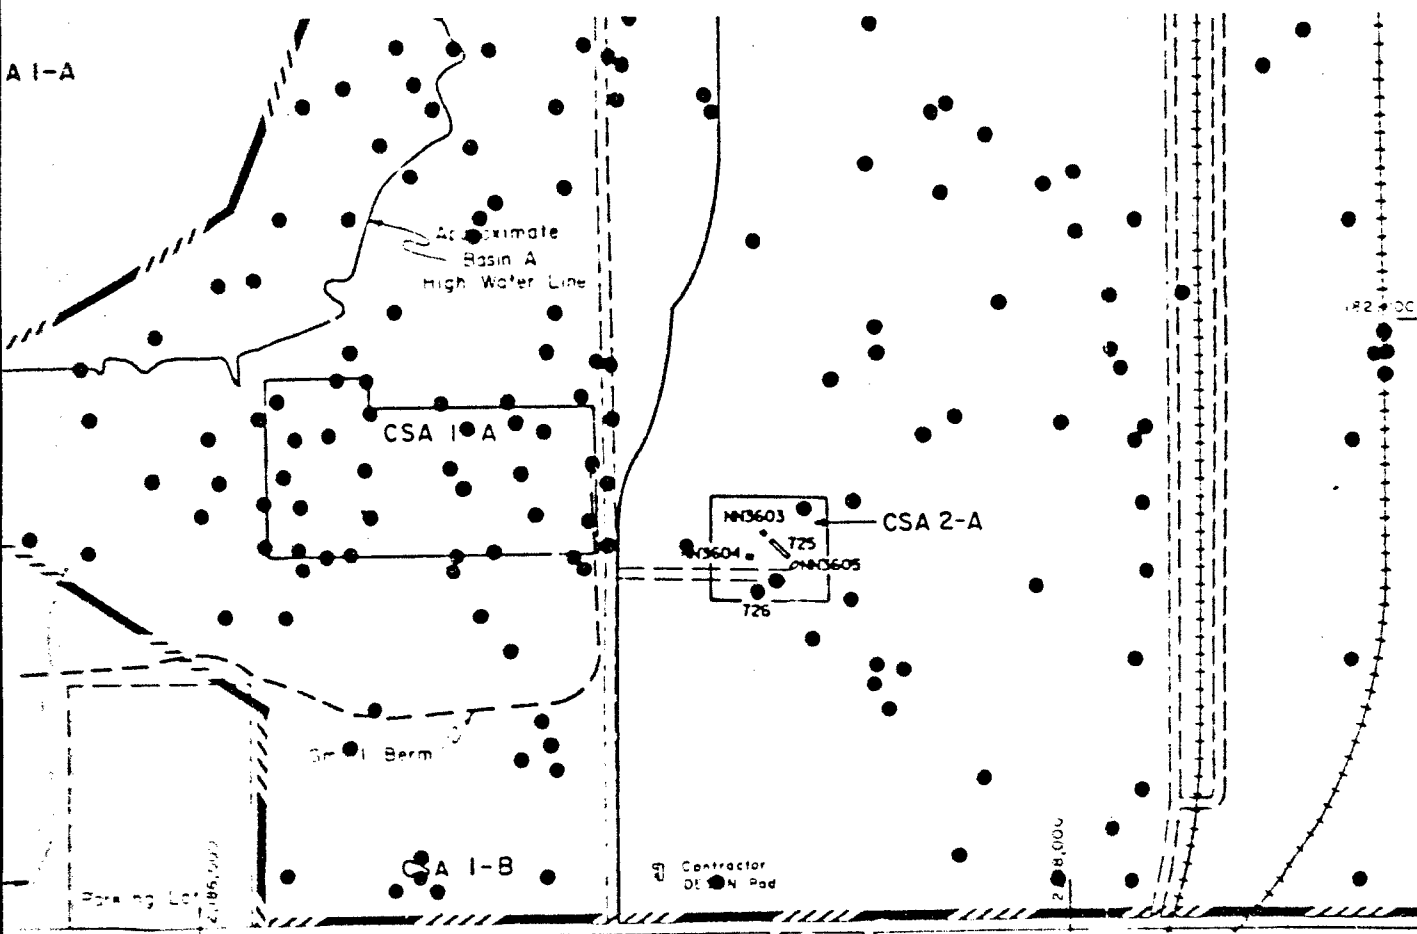 A 1-A
Approximate
Basin A
High Water Line
CSA 1-A
NN3603
CSA 2-A
725
NN3604
NN3605
726
Small Berm
CSA 1-B
Contractor
Pad
Parking Lot